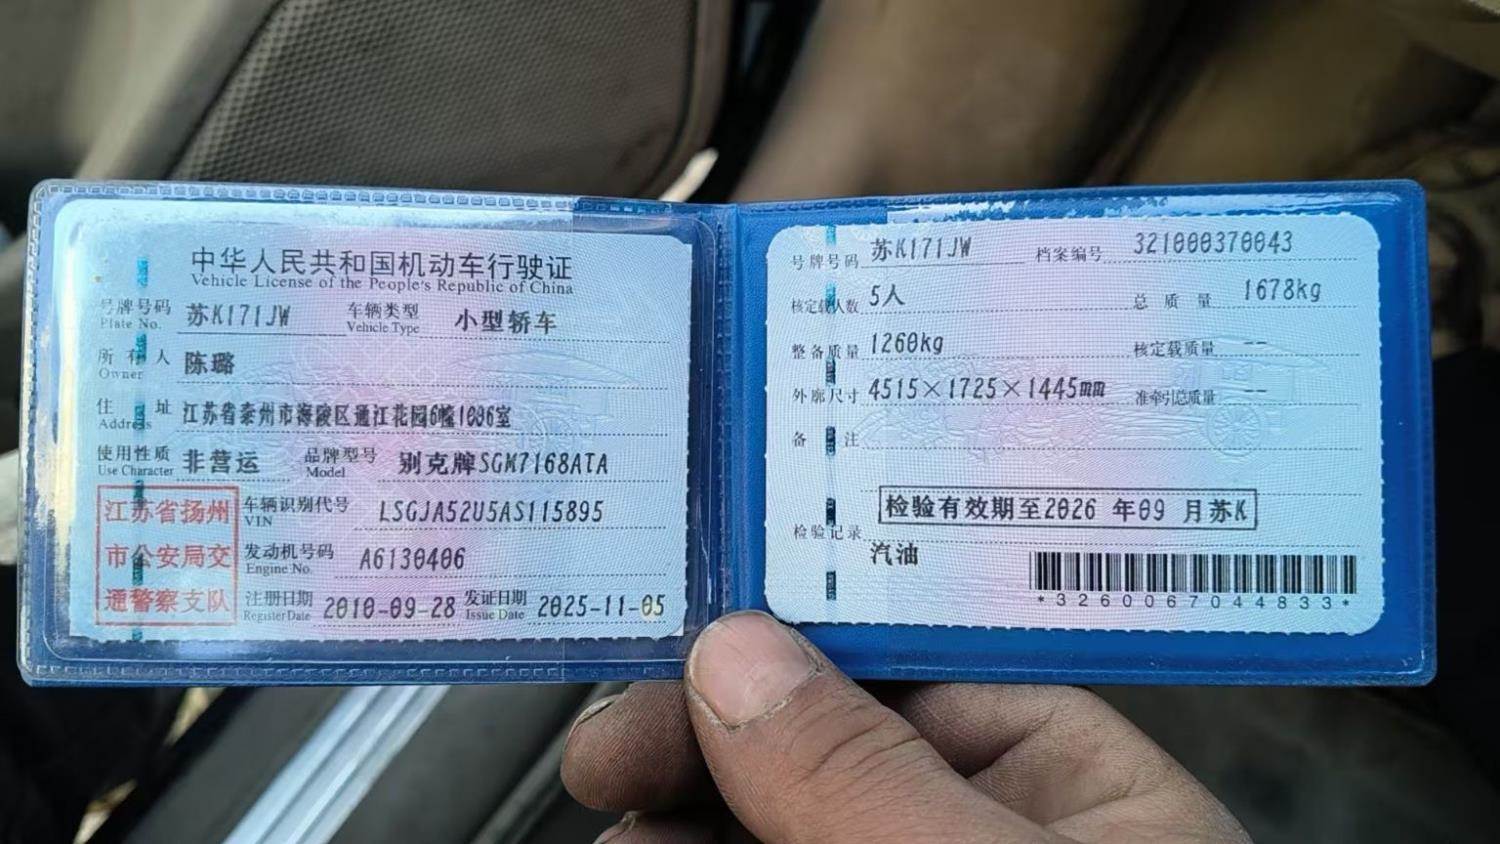 中华人民共和国机动车行驶证
Vehicle License of the People's Republic of China
号牌号码 苏K171JW 车辆类型 小型轿车
Plate No. Vehicle Type
所有人 陈璐
Owner
住址 江苏省泰州市海陵区通江花园6幢1006室
Address
使用性质 非营运 品牌型号 别克牌SGM7168ATA
Use Character Model
江苏省扬州
市公安局交
通警察支队
车辆识别代号 LSGJA52U5AS115895
VIN
发动机号码 A6130406
Engine No.
注册日期 2010-09-28 发证日期 2025-11-05
Register Date Issue Date
号牌号码 苏K171JW 档案编号 321000370043
核定载人数 5人 总质量 1678kg
整备质量 1260kg 核定载质量 --
外廓尺寸 4515×1725×1445mm 准牵引总质量 --
备注
检验有效期至2026 年09 月苏K
检验记录
汽油
*3260067044833*